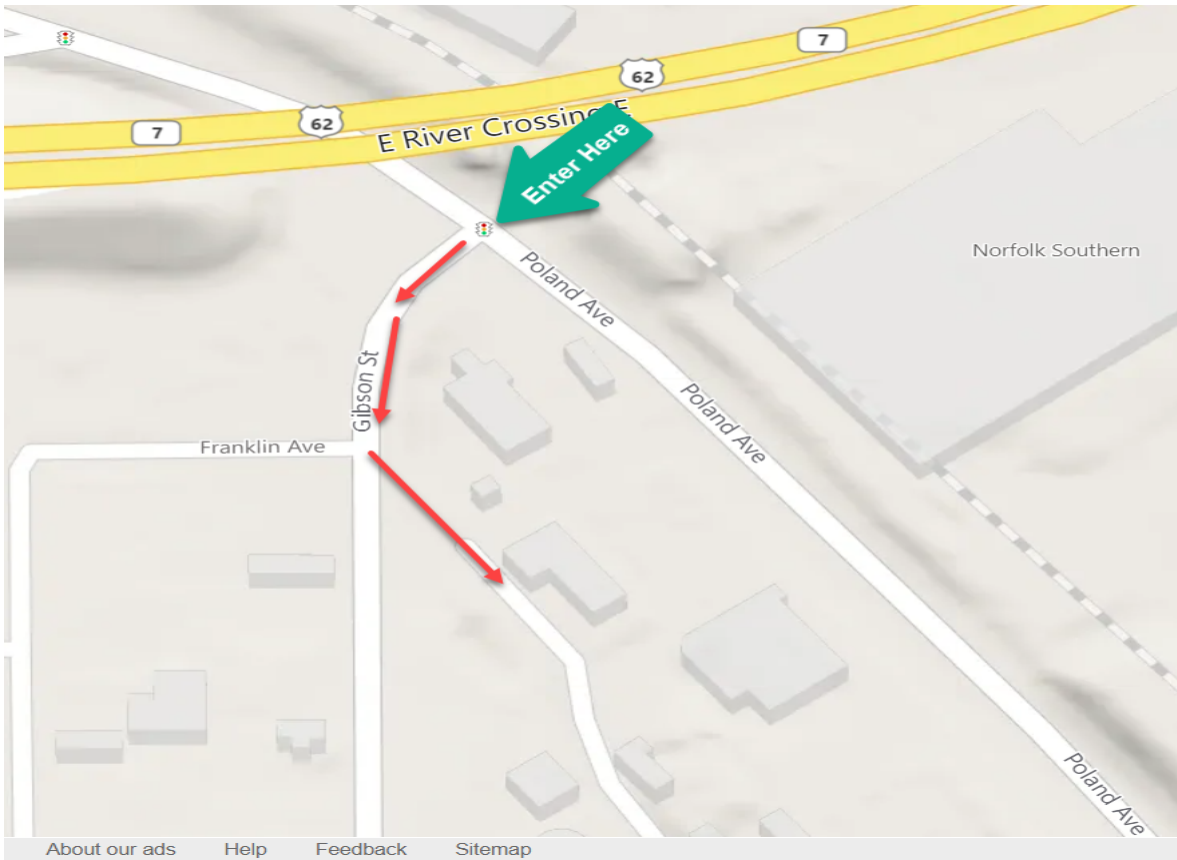 7
62
62
7
E River Crossing E
Enter Here
Poland Ave
Norfolk Southern
Gibson St
Poland Ave
Franklin Ave
Poland Ave
About our ads Help Feedback Sitemap